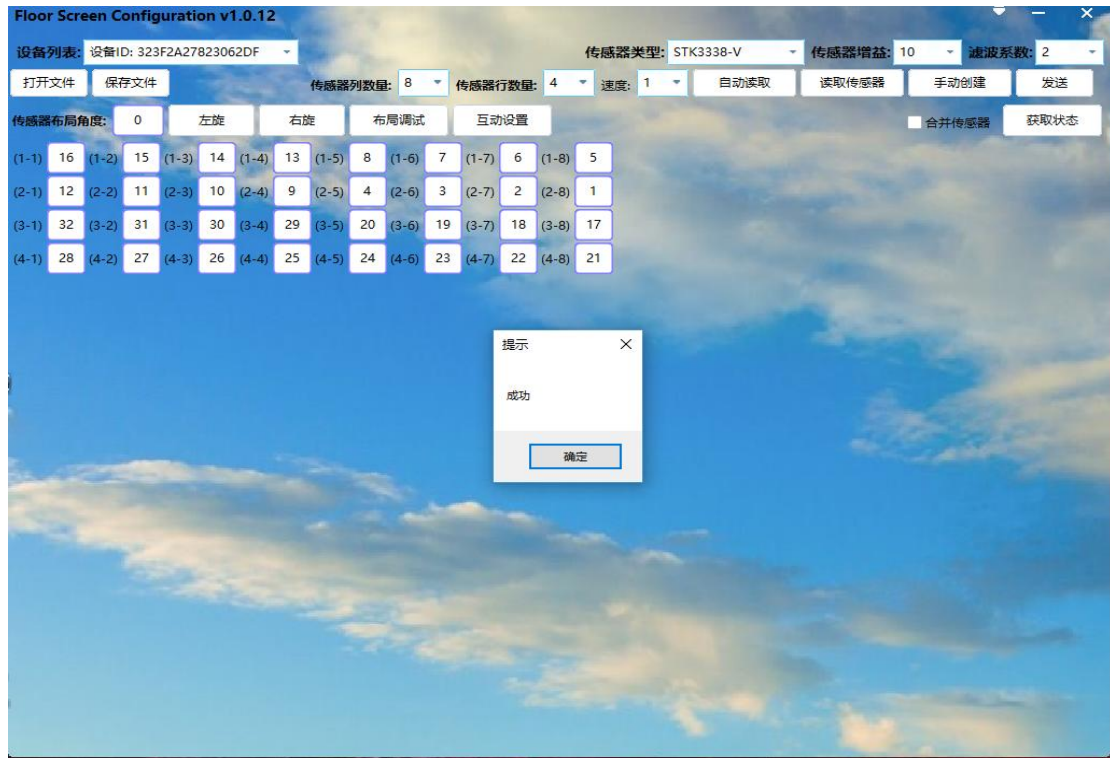 Floor Screen Configuration v1.0.12
设备列表: 设备ID: 323F2A27823062DF 传感器类型: STK3338-V 传感器增益: 10 滤波系数: 2
打开文件 保存文件 传感器列数量: 8 传感器行数量: 4 速度: 1 自动读取 读取传感器 手动创建 发送
传感器布局角度: 0 左旋 右旋 布局调试 互动设置 合并传感器 获取状态
(1-1) 16 (1-2) 15 (1-3) 14 (1-4) 13 (1-5) 8 (1-6) 7 (1-7) 6 (1-8) 5
(2-1) 12 (2-2) 11 (2-3) 10 (2-4) 9 (2-5) 4 (2-6) 3 (2-7) 2 (2-8) 1
(3-1) 32 (3-2) 31 (3-3) 30 (3-4) 29 (3-5) 20 (3-6) 19 (3-7) 18 (3-8) 17
(4-1) 28 (4-2) 27 (4-3) 26 (4-4) 25 (4-5) 24 (4-6) 23 (4-7) 22 (4-8) 21
提示
成功
确定